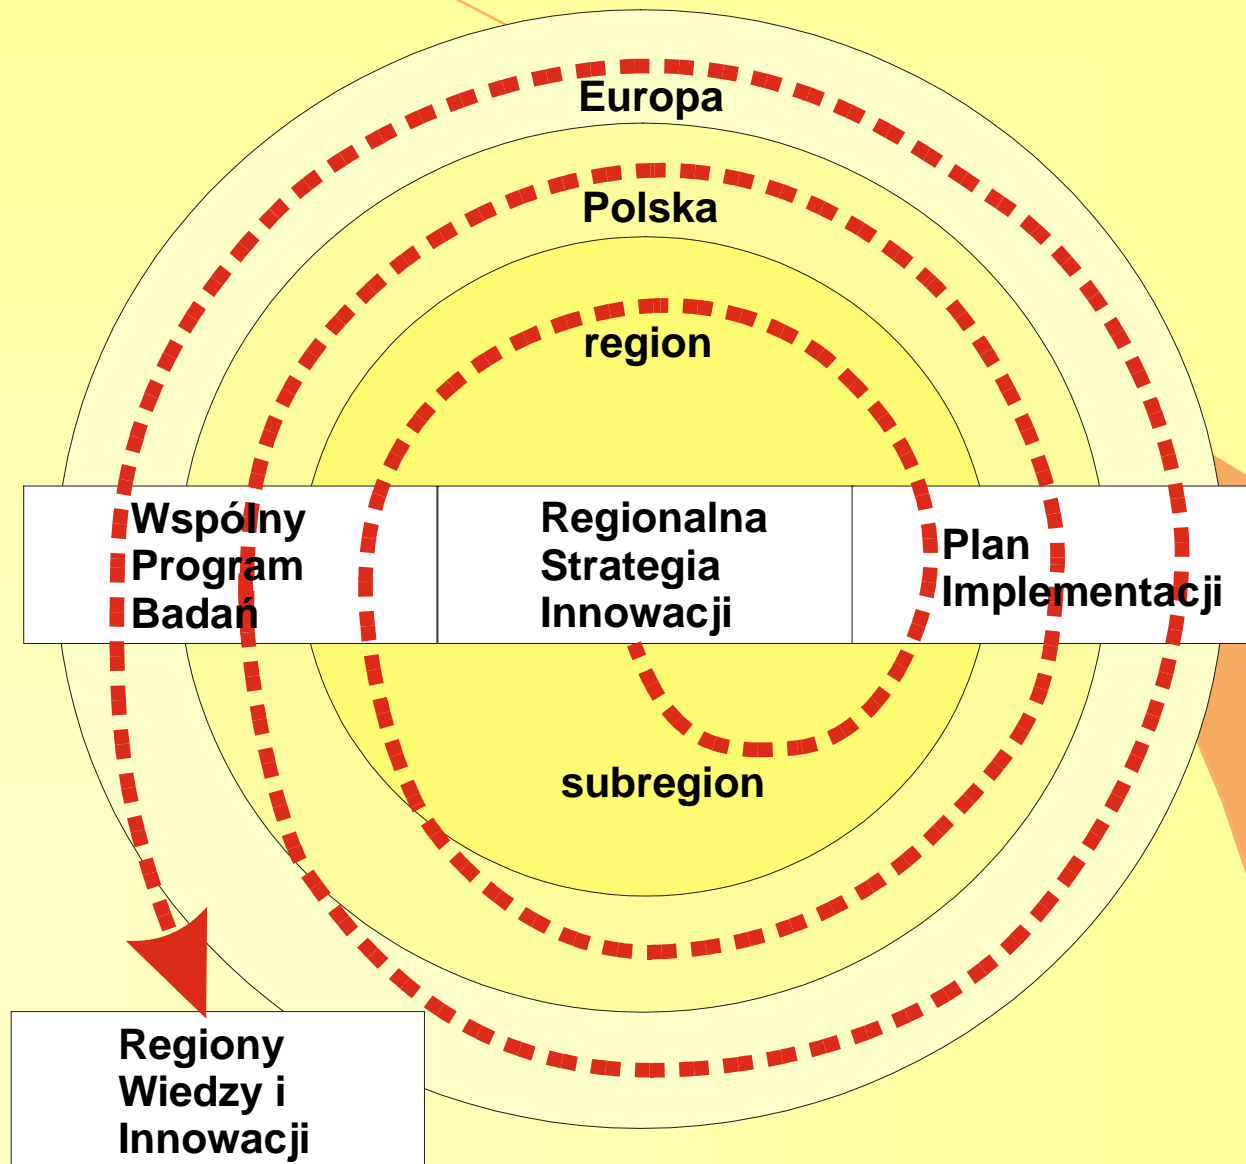 Europa
Polska
region
Wspólny
Program
Badań
Regionalna
Strategia
Innowacji
Plan
Implementacji
subregion
Regiony
Wiedzy i
Innowacji